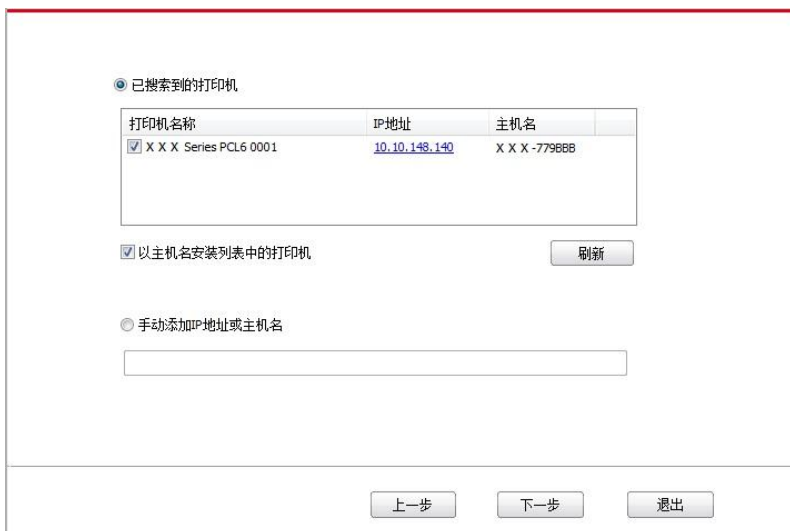 已搜索到的打印机
打印机名称 IP地址 主机名
X X X Series PCL6 0001 10.10.148.140 X X X -779BBB
以主机名安装列表中的打印机 刷新
手动添加IP地址或主机名
上一步 下一步 退出